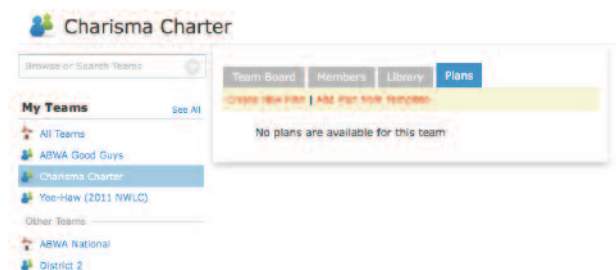 Charisma Charter
Browse or Search Teams
My Teams
See All
All Teams
ABWA Good Guys
Charisma Charter
Yee-Haw (2011 NWLC)
Other Teams
ABWA National
District 2
Team Board
Members
Library
Plans
Create New Plan | Add Plan from Template
No plans are available for this team